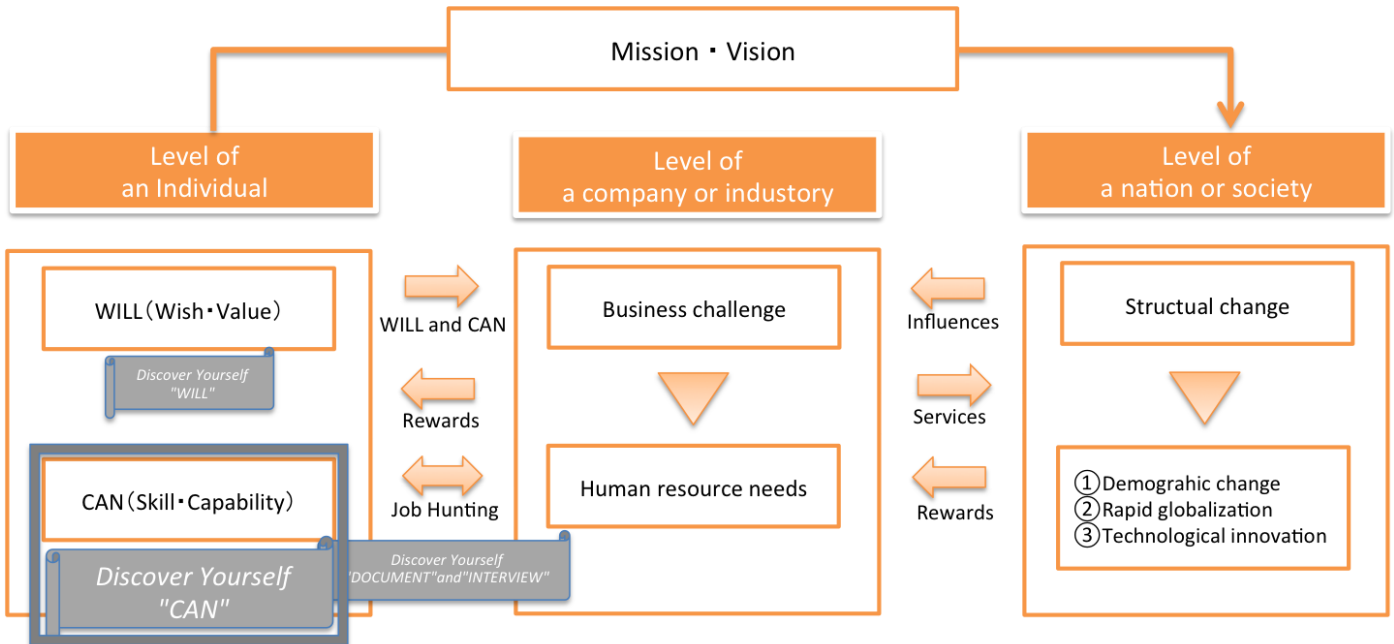 Mission・Vision
Level of
an Individual
Level of
a company or industory
Level of
a nation or society
WILL（Wish・Value）
Discover Yourself
"WILL"
CAN（Skill・Capability）
Discover Yourself
"CAN"
WILL and CAN
Rewards
Job Hunting
Discover Yourself
"DOCUMENT"and"INTERVIEW"
Business challenge
Human resource needs
Influences
Services
Rewards
Structual change
①Demograhic change
②Rapid globalization
③Technological innovation